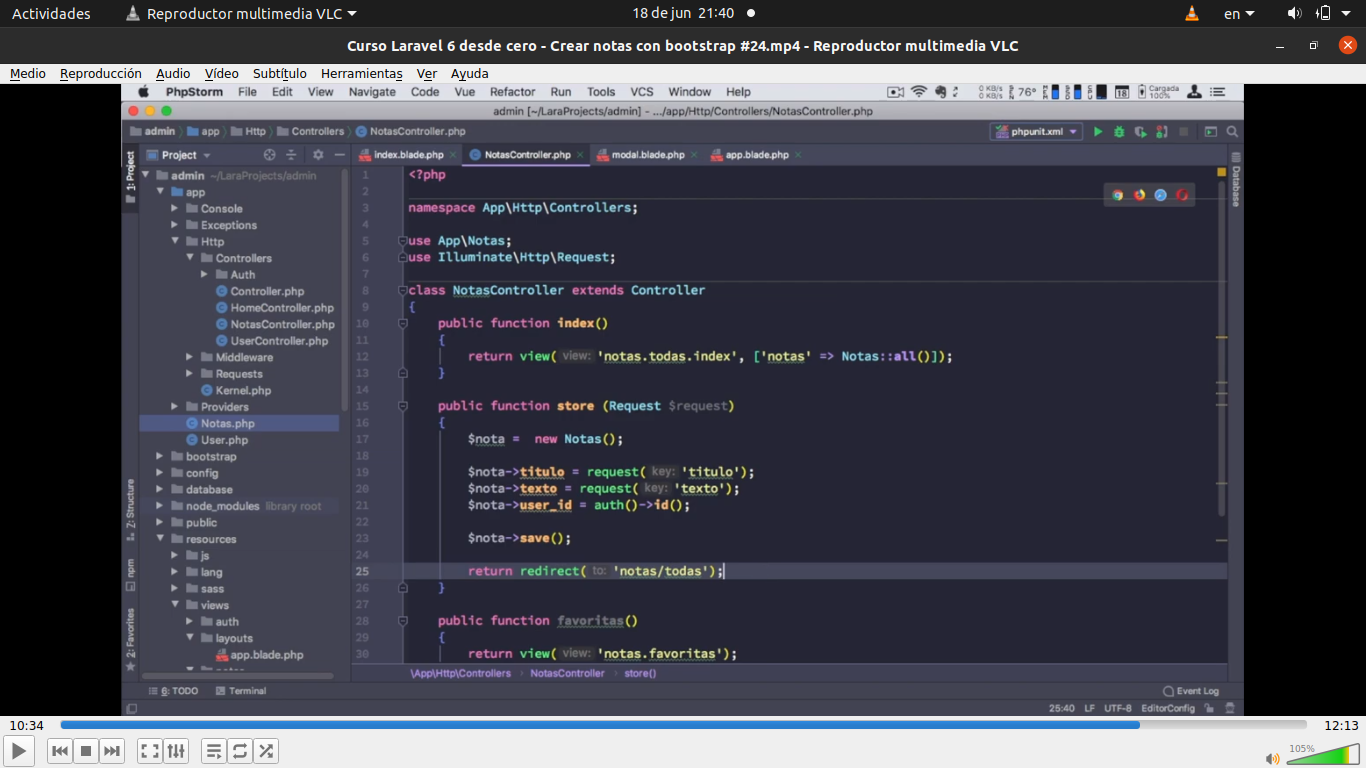 Actividades Reproductor multimedia VLC 18 de jun 21:40 en
Curso Laravel 6 desde cero - Crear notas con bootstrap #24.mp4 - Reproductor multimedia VLC
Medio Reproducción Audio Vídeo Subtítulo Herramientas Ver Ayuda
PhpStorm File Edit View Navigate Code Vue Refactor Run Tools VCS Window Help 0 KB/s 0 KB/s 76° 18 Cargada 100%
admin [~/LaraProjects/admin] - .../app/Http/Controllers/NotasController.php
admin app Http Controllers NotasController.php phpunit.xml
1: Project
Project
index.blade.php NotasController.php modal.blade.php app.blade.php
Database
admin ~/LaraProjects/admin
app
Console
Exceptions
Http
Controllers
Auth
Controller.php
HomeController.php
NotasController.php
UserController.php
Middleware
Requests
Kernel.php
Providers
Notas.php
User.php
bootstrap
config
database
node_modules library root
public
resources
js
lang
sass
views
auth
layouts
app.blade.php
Z: Structure
npm
2: Favorites
1 <?php
2
3 namespace App\Http\Controllers;
4
5 use App\Notas;
6 use Illuminate\Http\Request;
7
8 class NotasController extends Controller
9 {
10 public function index()
11 {
12 return view( view: 'notas.todas.index', ['notas' => Notas::all()]);
13 }
14
15 public function store (Request $request)
16 {
17 $nota =  new Notas();
18
19 $nota->titulo = request( key: 'titulo');
20 $nota->texto = request( key: 'texto');
21 $nota->user_id = auth()->id();
22
23 $nota->save();
24
25 return redirect( to: 'notas/todas');
26 }
27
28 public function favoritas()
29 {
30 return view( view: 'notas.favoritas');
\App\Http\Controllers NotasController store()
6: TODO Terminal Event Log
25:40 LF UTF-8 EditorConfig
10:34 12:13
105%